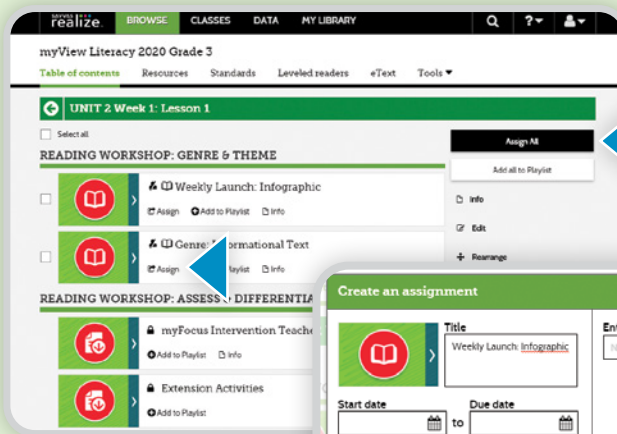 realize. BROWSE CLASSES DATA MY LIBRARY ?
myView Literacy 2020 Grade 3
Table of contents Resources Standards Leveled readers eText Tools
UNIT 2 Week 1: Lesson 1
Select all
READING WORKSHOP: GENRE & THEME
Weekly Launch: Infographic
Assign Add to Playlist Info
Genre: Informational Text
Assign Playlist Info
READING WORKSHOP: ASSESS & DIFFERENTIA
myFocus Intervention Teache
Add to Playlist Info
Extension Activities
Add to Playlist
Assign All
Add all to Playlist
Info
Edit
Rearrange
Create an assignment
Title
Weekly Launch: Infographic
Start date
to
Due date